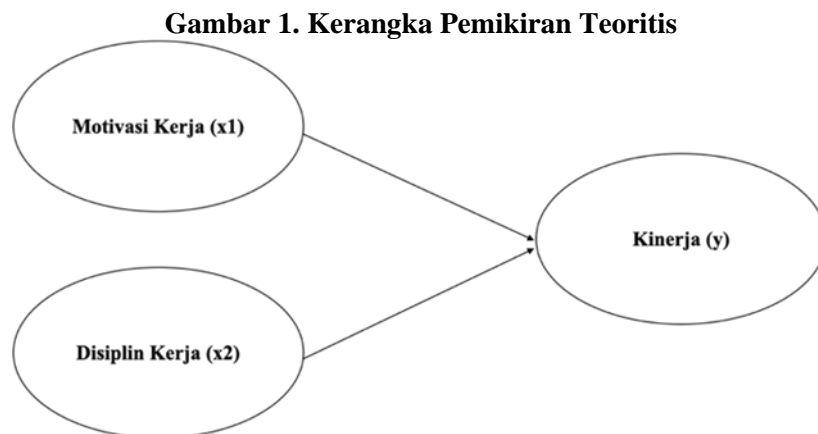 Gambar 1. Kerangka Pemikiran Teoritis
Motivasi Kerja (x1)
Kinerja (y)
Disiplin Kerja (x2)